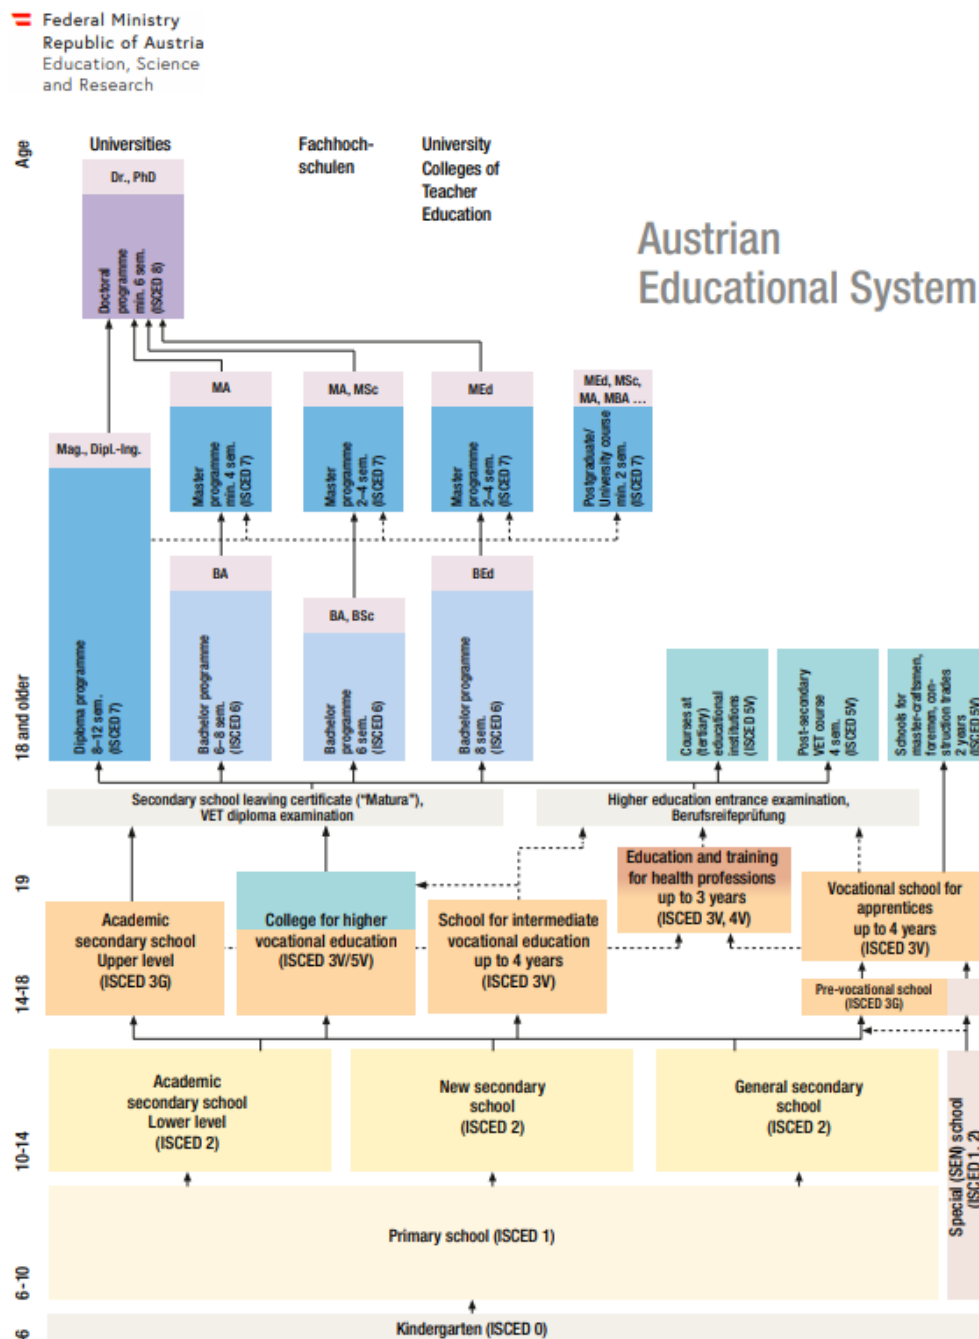 Federal Ministry
Republic of Austria
Education, Science
and Research
Age
Universities
Fachhoch-
schulen
University
Colleges of
Teacher
Education
Austrian
Educational System
Dr., PhD
Doctoral
programme
min. 6 sem.
(ISCED 8)
MA
MA, MSc
MEd
MEd, MSc,
MA, MBA ...
Mag., Dipl.-Ing.
Master
programme
min. 4 sem.
(ISCED 7)
Master
programme
2–4 sem.
(ISCED 7)
Master
programme
2–4 sem.
(ISCED 7)
Postgraduate/
University course
min. 2 sem.
(ISCED 7)
BA
BA, BSc
BEd
18 and older
Diploma programme
8–12 sem.
(ISCED 7)
Bachelor programme
6–8 sem.
(ISCED 6)
Bachelor
programme
6 sem.
(ISCED 6)
Bachelor programme
8 sem.
(ISCED 6)
Courses at
(tertiary)
educational
institutions
(ISCED 5V)
Post-secondary
VET course
4 sem.
(ISCED 5V)
Schools for
master-craftsmen,
foremen, con-
struction trades
2 years
(ISCED 5V)
Secondary school leaving certificate (“Matura”),
VET diploma examination
Higher education entrance examination,
Berufsreifeprüfung
19
Education and training
for health professions
up to 3 years
(ISCED 3V, 4V)
Academic
secondary school
Upper level
(ISCED 3G)
College for higher
vocational education
(ISCED 3V/5V)
School for intermediate
vocational education
up to 4 years
(ISCED 3V)
Vocational school for
apprentices
up to 4 years
(ISCED 3V)
14-18
Pre-vocational school
(ISCED 3G)
10-14
Academic
secondary school
Lower level
(ISCED 2)
New secondary
school
(ISCED 2)
General secondary
school
(ISCED 2)
Special (SEN) school
(ISCED 1, 2)
6-10
Primary school (ISCED 1)
6
Kindergarten (ISCED 0)